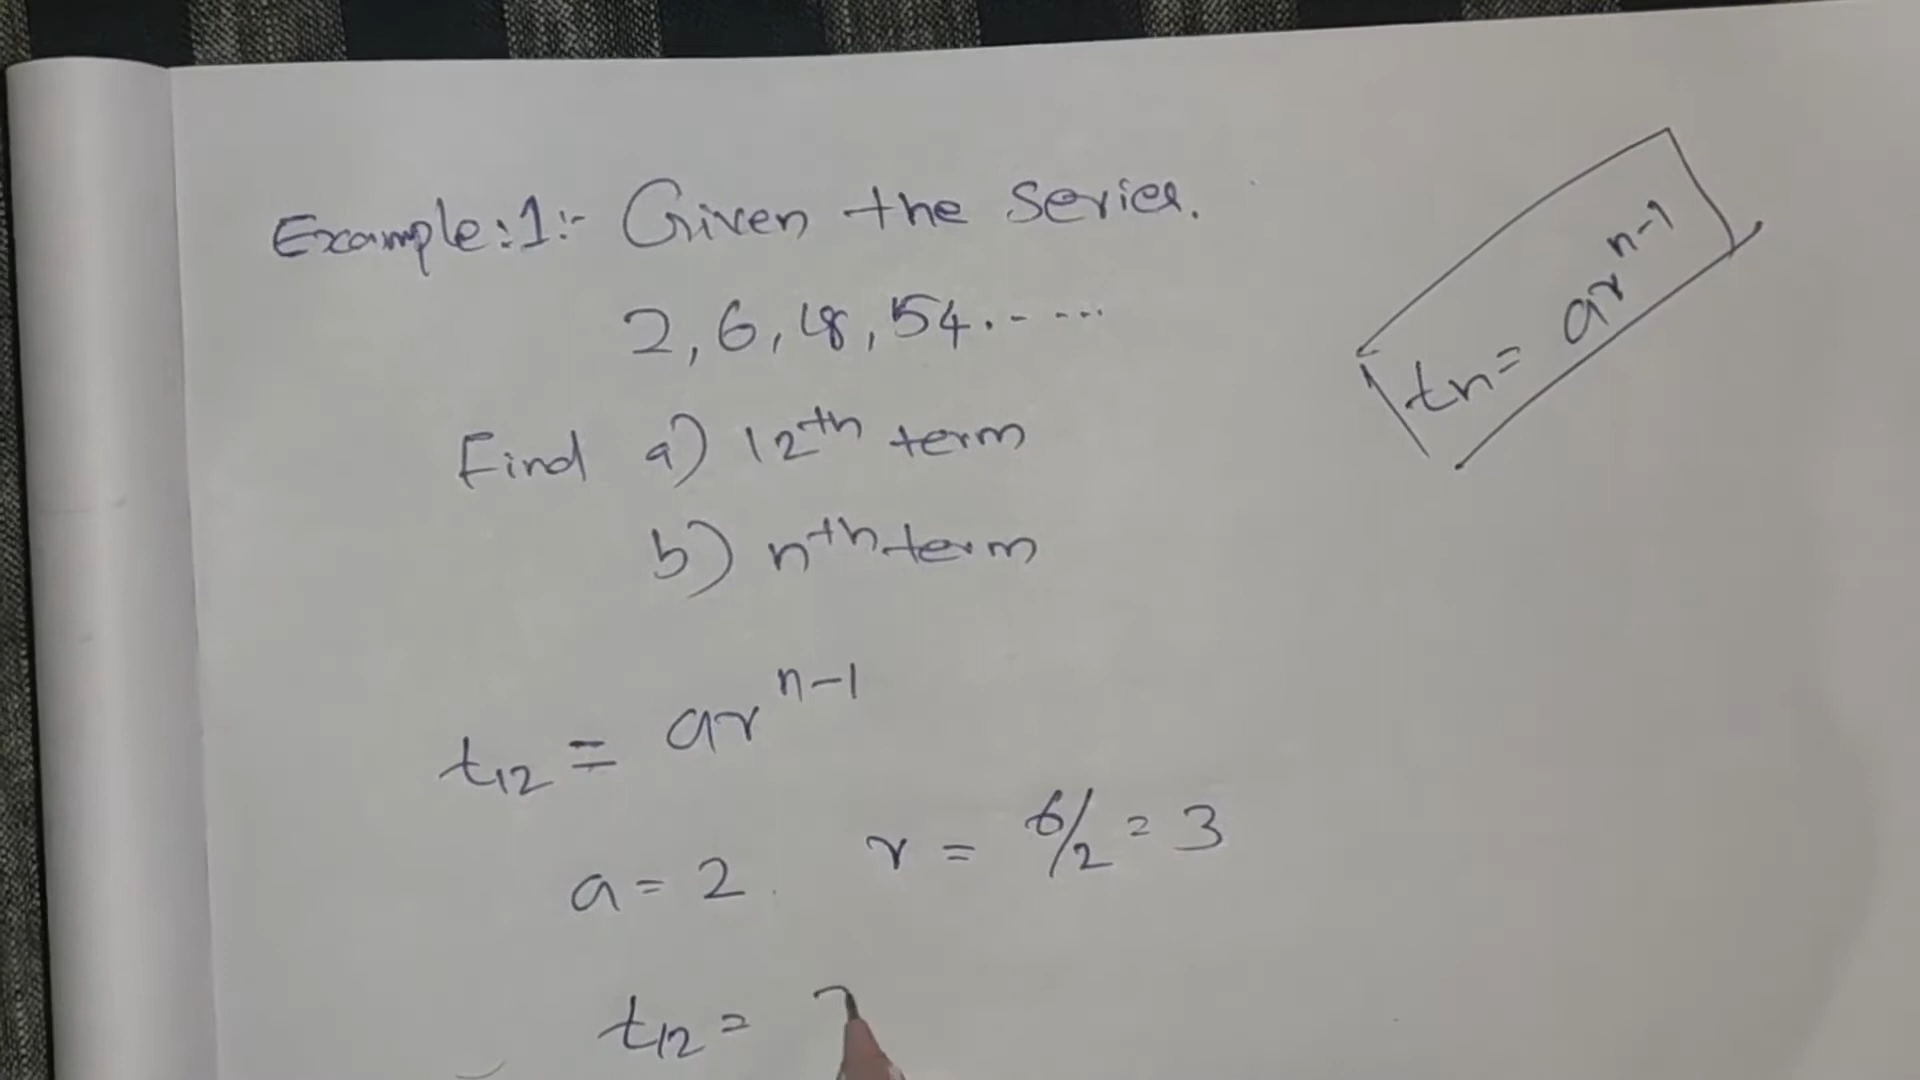 Example:1:- Given the series.
2, 6, 18, 54.- - ...
Find a) 12th term
b) nth term
tn = ar^n-1
t12 = ar^n-1
a = 2 r = 6/2 = 3
t12 =